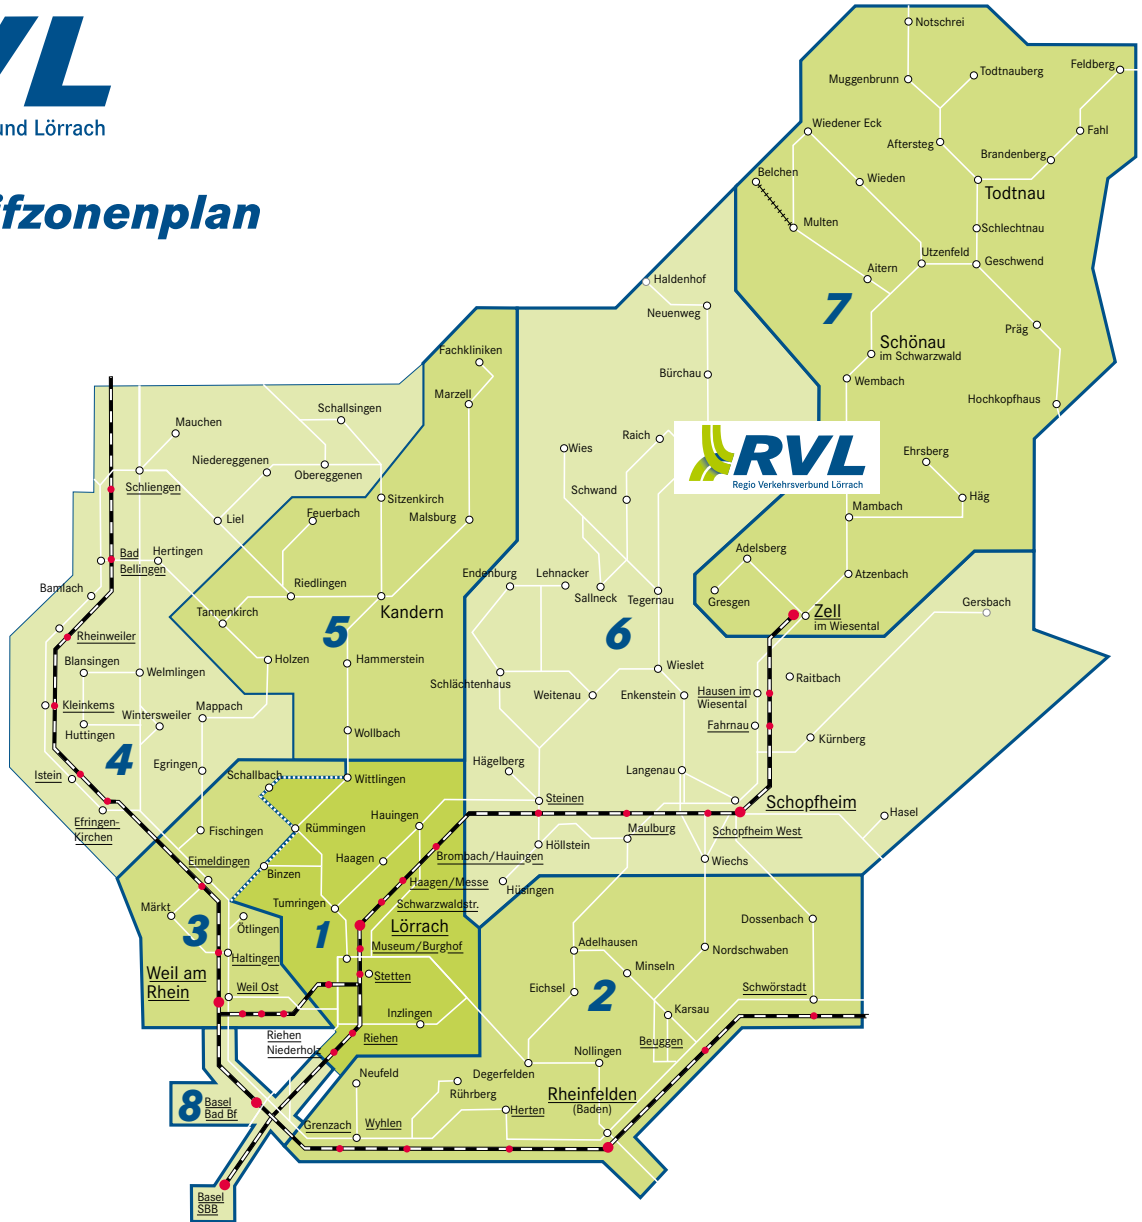 VL
und Lörrach
ifzonenplan
Notschrei
Muggenbrunn
Todtnauberg
Feldberg
Wiedener Eck
Aftersteg
Fahl
Brandenberg
Belchen
Wieden
Todtnau
Multen
Schlechtnau
Utzenfeld
Geschwend
Aitern
Haldenhof
7
Neuenweg
Präg
Schönau
im Schwarzwald
Fachkliniken
Bürchau
Wembach
Marzell
Hochkopfhaus
Schallsingen
Mauchen
Raich
Wies
RVL
Regio Verkehrsverbund Lörrach
Ehrsberg
Niedereggenen
Obereggenen
Schliengen
Schwand
Häg
Sitzenkirch
Mambach
Liel
Feuerbach
Malsburg
Bad
Bellingen
Hertingen
Adelsberg
Endenburg
Lehnacker
Atzenbach
Bamlach
Riedlingen
Sallneck
Tegernau
Gresgen
Gersbach
Tannenkirch
Kandern
Zell
im Wiesental
5
6
Rheinweiler
Blansingen
Welmlingen
Holzen
Hammerstein
Wieslet
Schlächtenhaus
Raitbach
Weitenau
Enkenstein
Hausen im
Wiesental
Kleinkems
Wintersweiler
Mappach
Huttingen
Fahrnau
Wollbach
Kürnberg
4
Egringen
Hägelberg
Langenau
Istein
Schallbach
Wittlingen
Steinen
Schopfheim
Efringen-
Kirchen
Fischingen
Rümmingen
Hauingen
Maulburg
Schopfheim West
Hasel
Höllstein
Eimeldingen
Haagen
Brombach/Hauingen
Wiechs
Binzen
Haagen/Messe
Hüsingen
Märkt
Tumringen
Schwarzwaldstr.
Ötlingen
3
1
Lörrach
Dossenbach
Museum/Burghof
Adelhausen
Nordschwaben
Haltingen
Weil am
Rhein
Stetten
Minseln
Weil Ost
Eichsel
2
Schwörstadt
Inzlingen
Karsau
Riehen
Niederholz
Riehen
Beuggen
Nollingen
Neufeld
Degerfelden
Rührberg
Rheinfelden
(Baden)
8
Basel
Bad Bf
Herten
Grenzach
Wyhlen
Basel
SBB